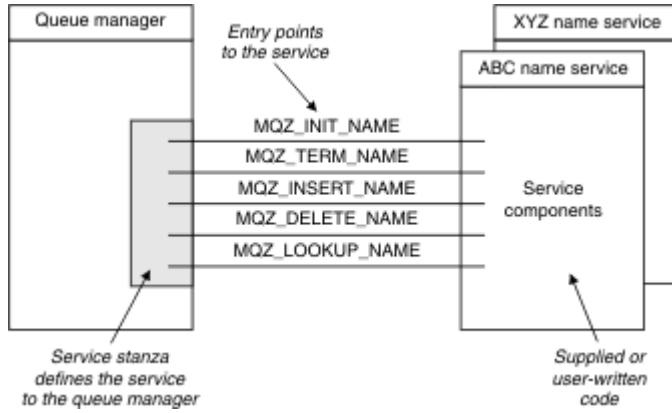 Queue manager
XYZ name service
Entry points
to the service
ABC name service
MQZ_INIT_NAME
MQZ_TERM_NAME
MQZ_INSERT_NAME
MQZ_DELETE_NAME
MQZ_LOOKUP_NAME
Service
components
Service stanza
defines the service
to the queue manager
Supplied or
user-written
code